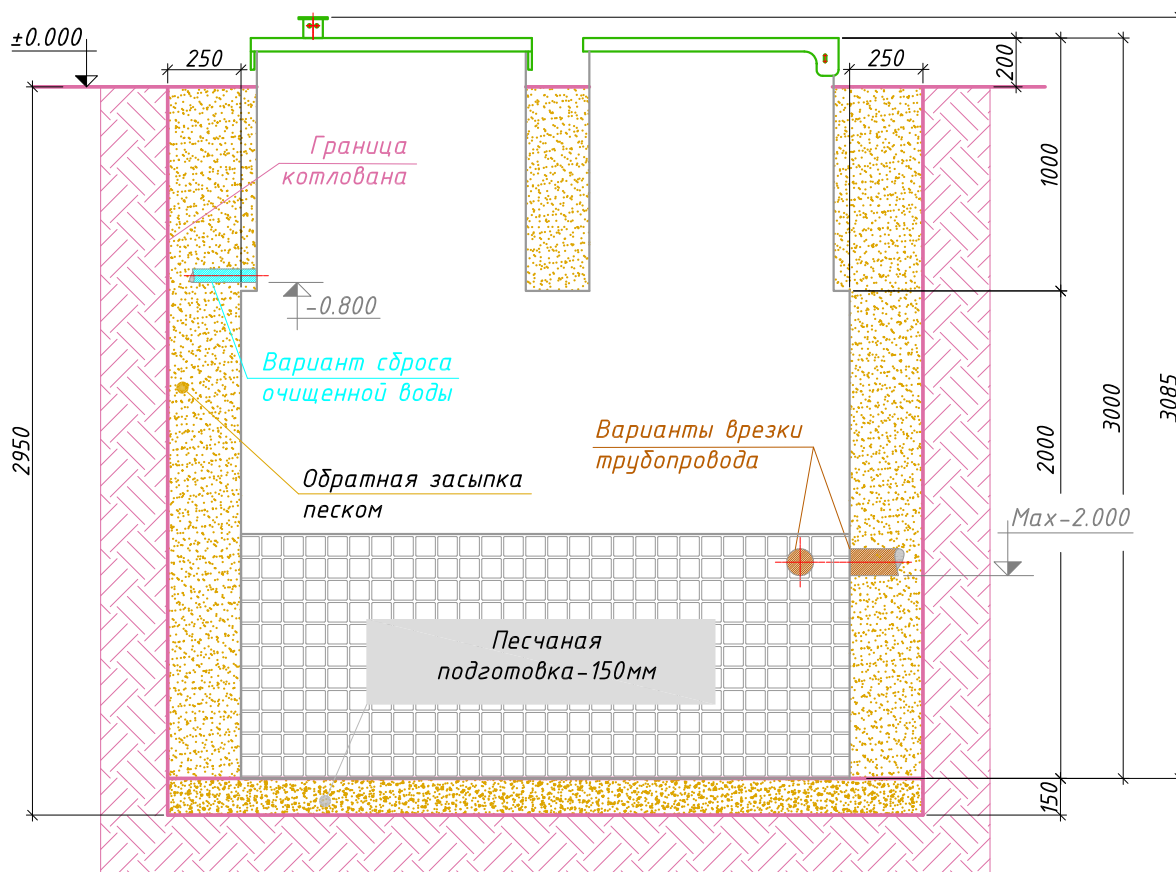 ±0.000
250
250
200
Граница
котлована
1000
-0.800
Вариант сброса
очищенной воды
3085
3000
Варианты врезки
трубопровода
2950
2000
Обратная засыпка
песком
Max-2.000
Песчаная
подготовка-150мм
150